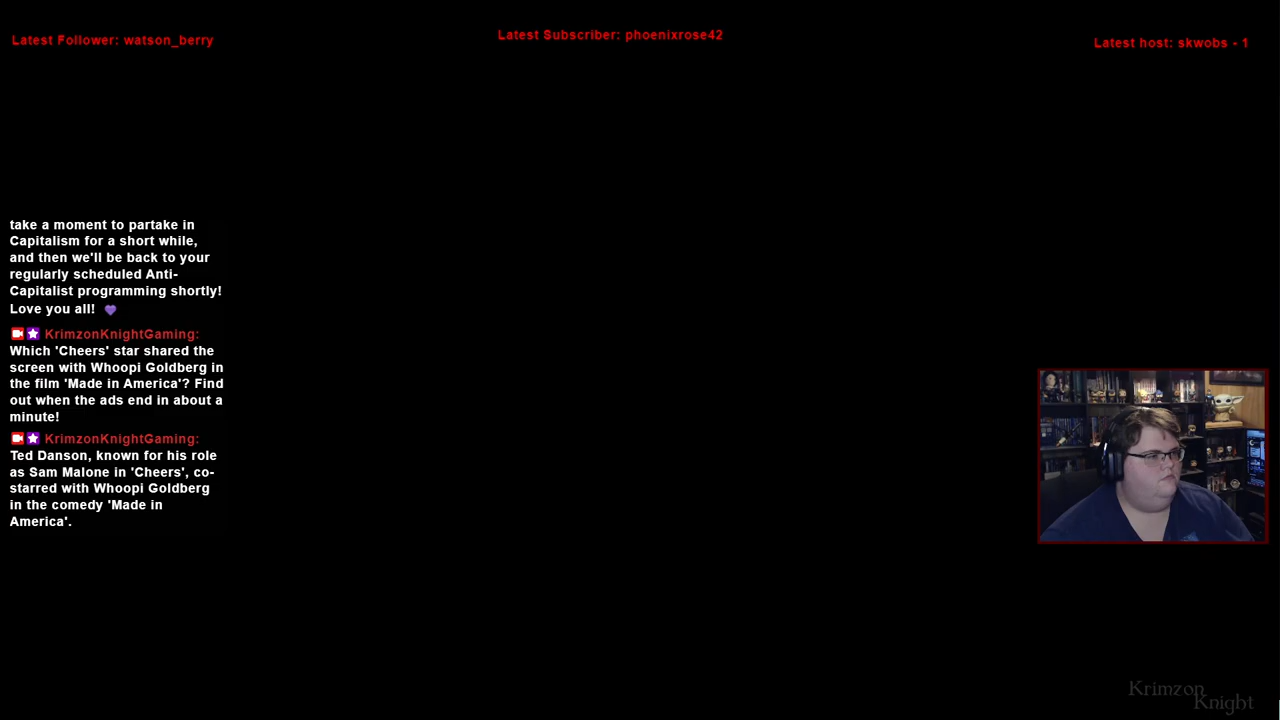 Latest Follower: watson_berry
Latest Subscriber: phoenixrose42
Latest host: skwobs - 1
take a moment to partake in
Capitalism for a short while,
and then we'll be back to your
regularly scheduled Anti-
Capitalist programming shortly!
Love you all!
KrimzonKnightGaming:
Which 'Cheers' star shared the
screen with Whoopi Goldberg in
the film 'Made in America'? Find
out when the ads end in about a
minute!
KrimzonKnightGaming:
Ted Danson, known for his role
as Sam Malone in 'Cheers', co-
starred with Whoopi Goldberg
in the comedy 'Made in
America'.
Krimzon
Knight